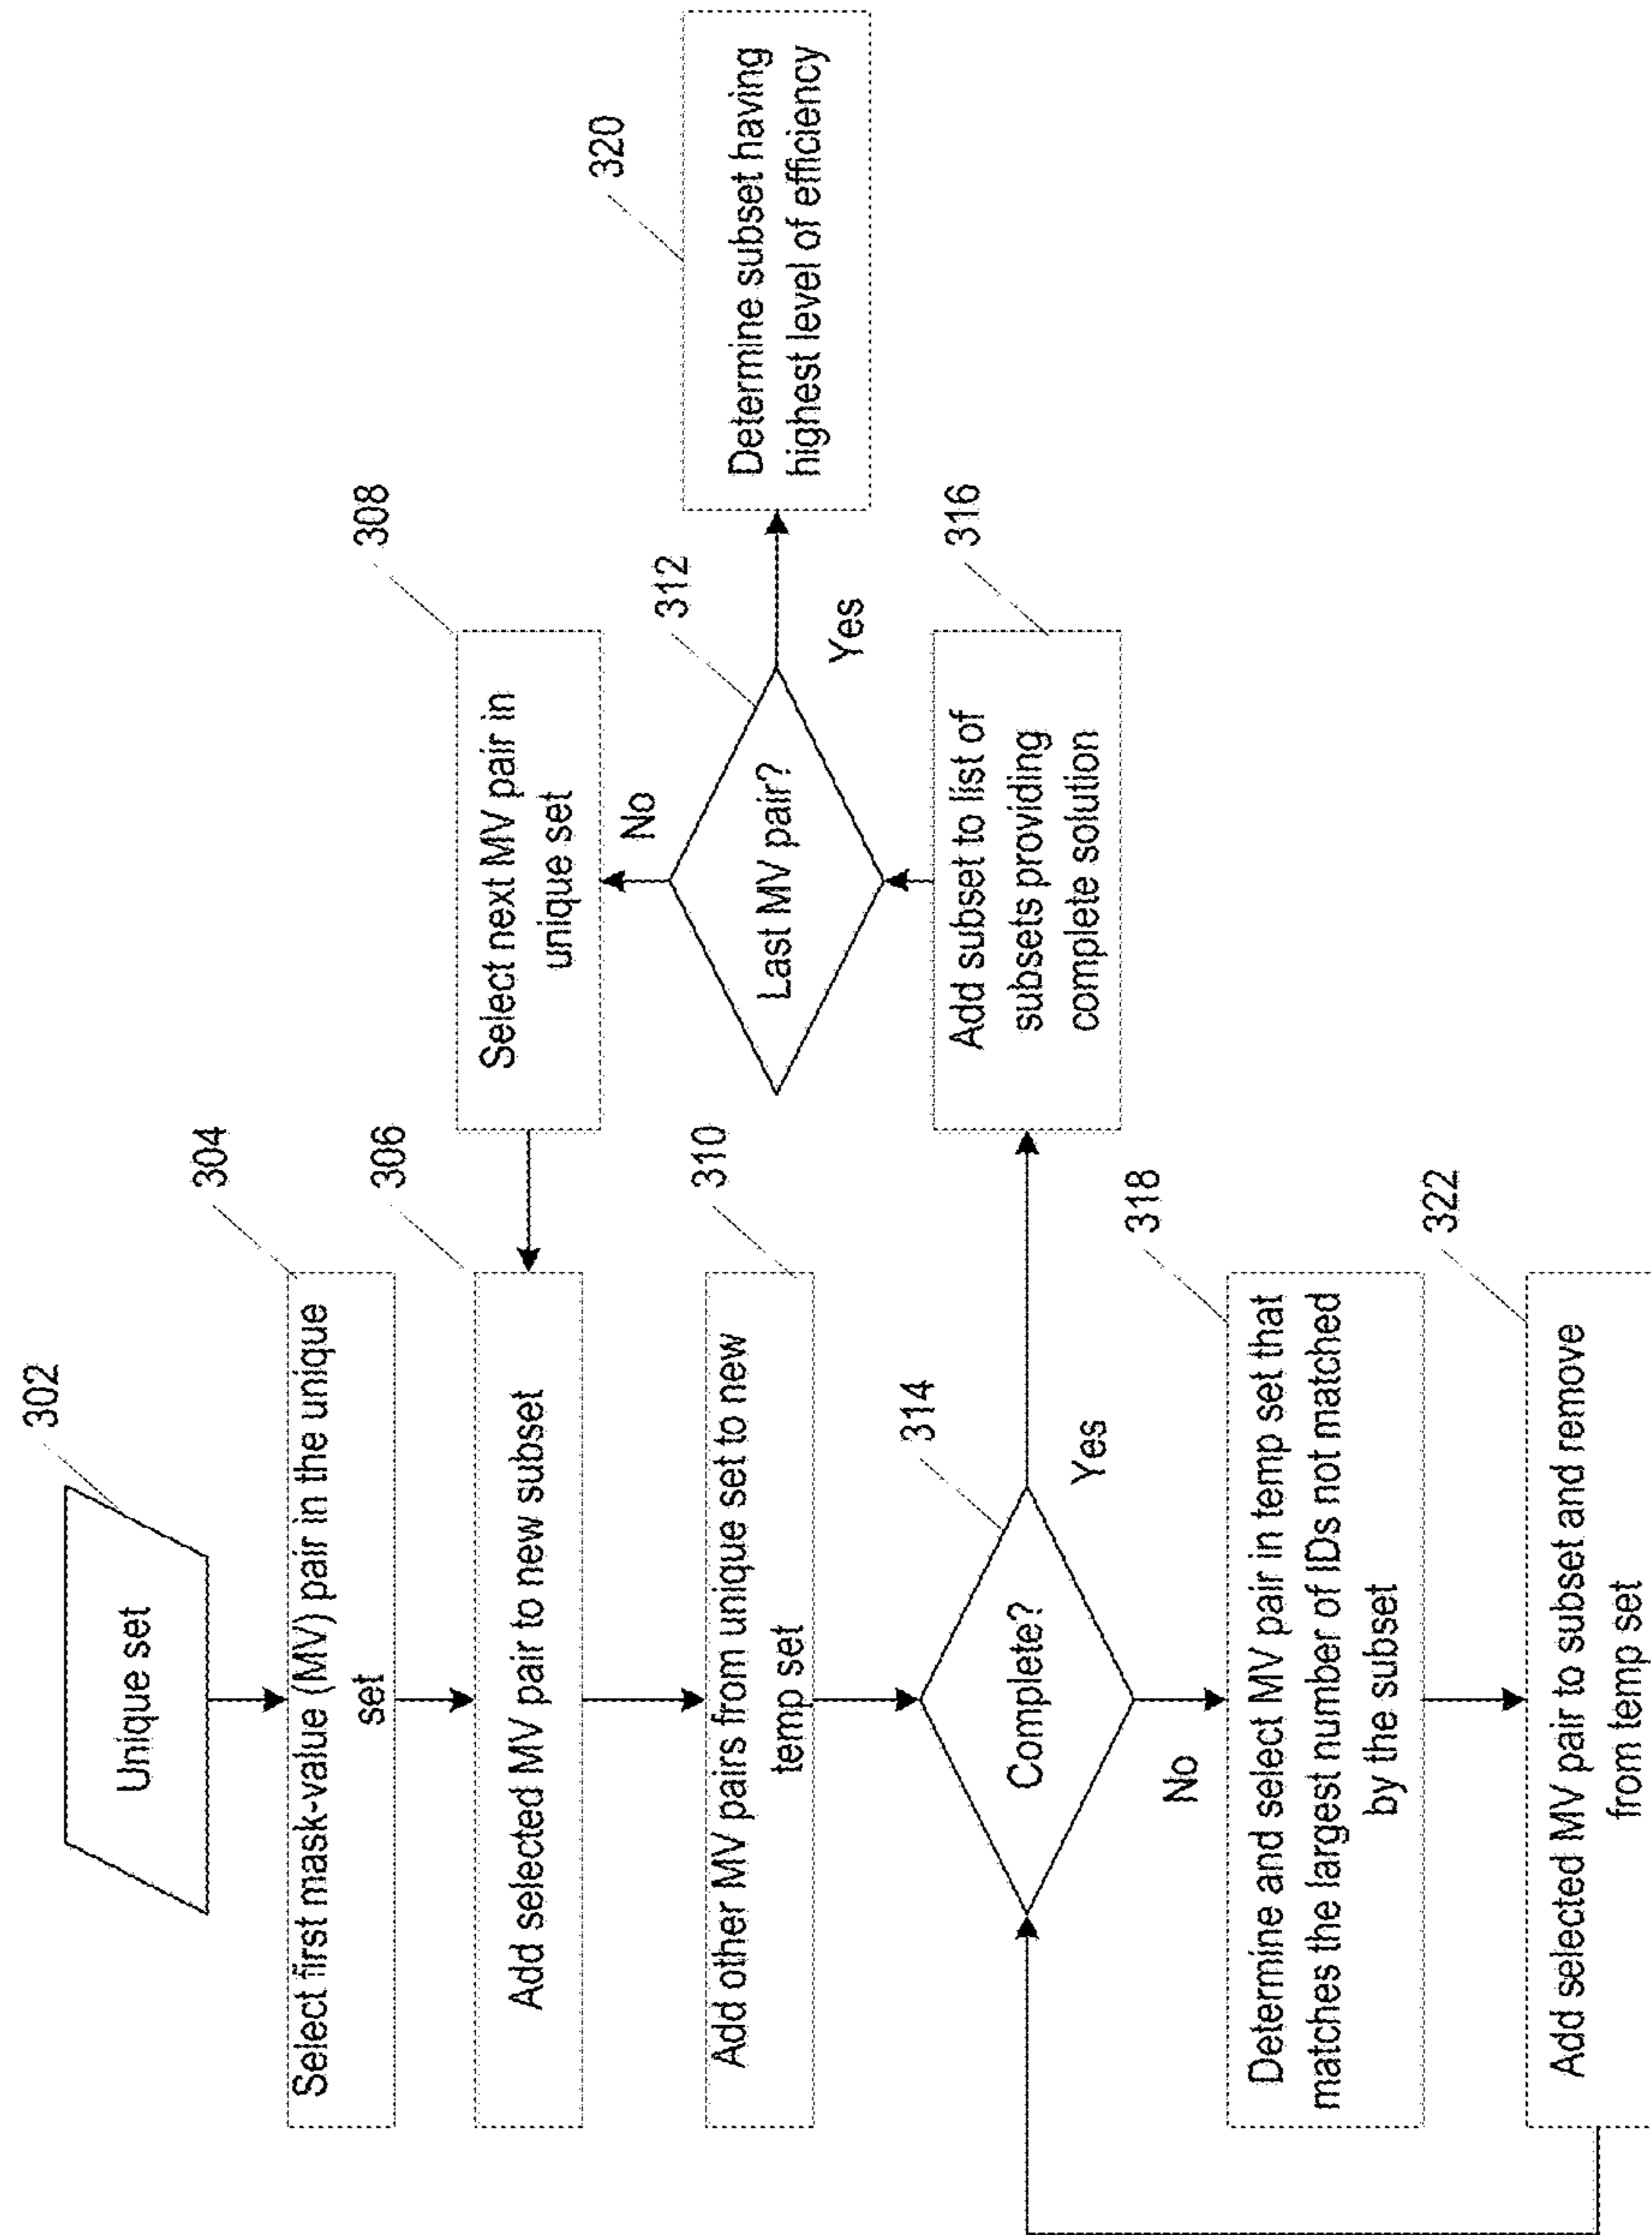 302
Unique set
304
Select first mask-value (MV) pair in the unique
set
306
Add selected MV pair to new subset
308
Select next MV pair in
unique set
310
Add other MV pairs from unique set to new
temp set
312
Last MV pair?
No
Yes
320
Determine subset having
highest level of efficiency
314
Complete?
Yes
No
316
Add subset to list of
subsets providing
complete solution
318
Determine and select MV pair in temp set that
matches the largest number of IDs not matched
by the subset
322
Add selected MV pair to subset and remove
from temp set